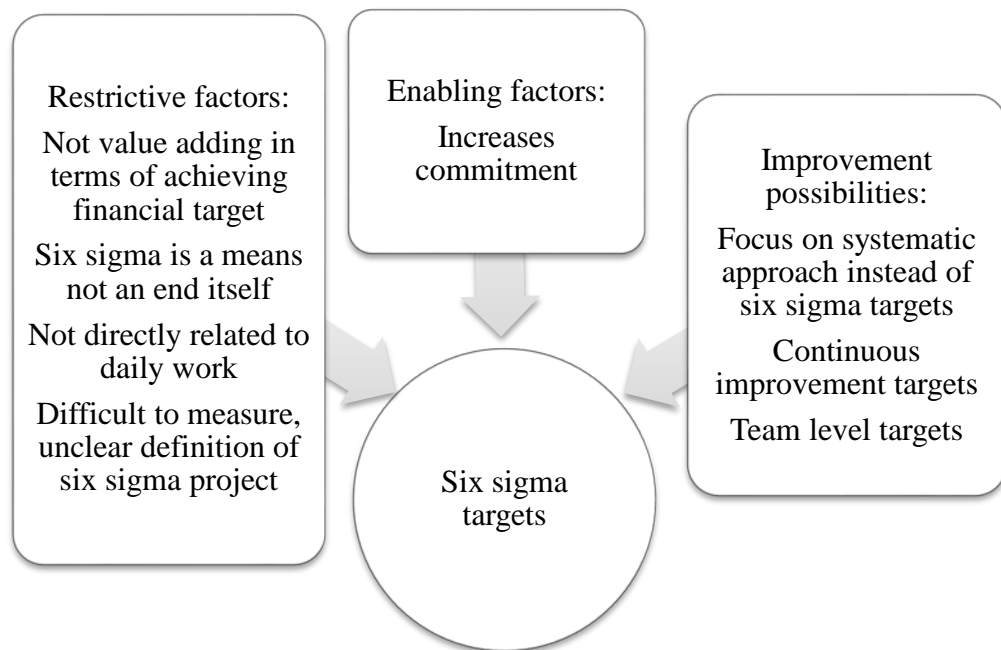 Restrictive factors:
Not value adding in
terms of achieving
financial target
Six sigma is a means
not an end itself
Not directly related to
daily work
Difficult to measure,
unclear definition of
six sigma project
Enabling factors:
Increases
commitment
Improvement
possibilities:
Focus on systematic
approach instead of
six sigma targets
Continuous
improvement targets
Team level targets
Six sigma
targets